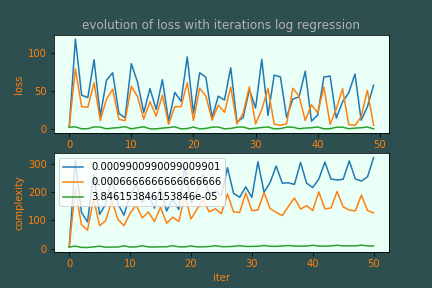 evolution of loss with iterations log regression
100
50
0
loss
0 10 20 30 40 50
300
200
100
0
complexity
0.0009900990099009901
0.0006666666666666666
3.846153846153846e-05
0 10 20 30 40 50
iter